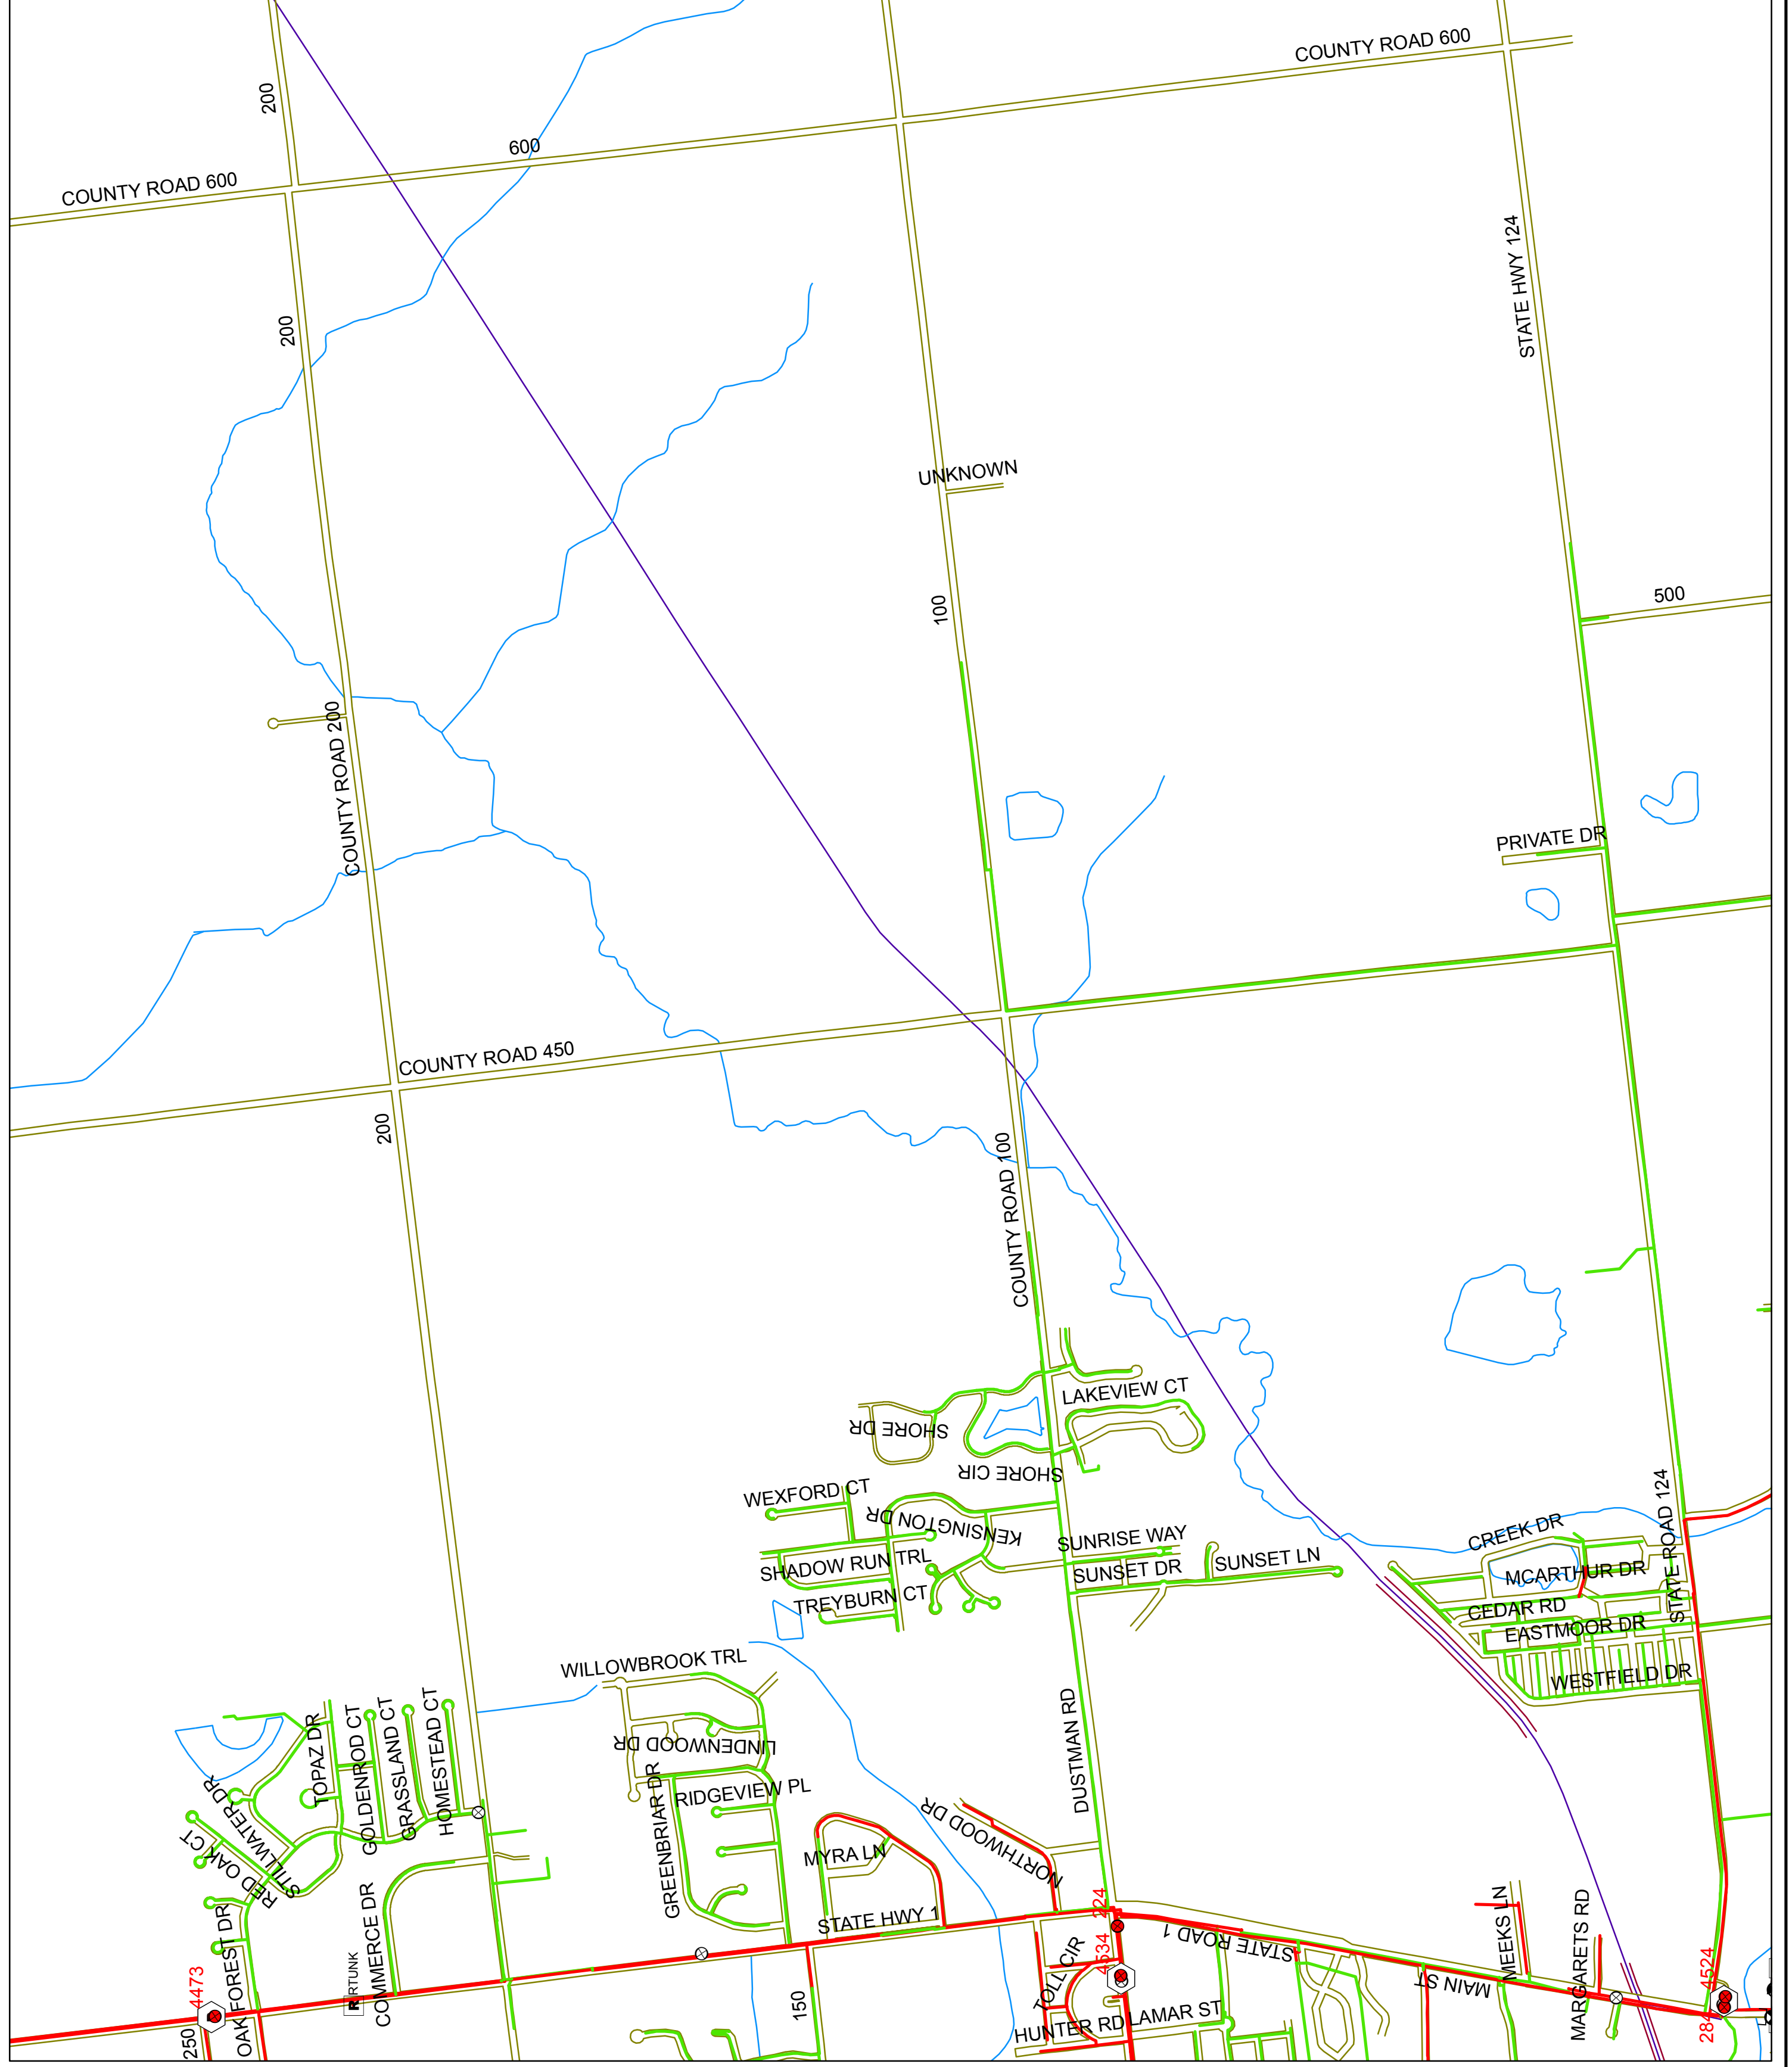 COUNTY ROAD 600
200
600
COUNTY ROAD 600
STATE HWY 124
200
UNKNOWN
100
500
COUNTY ROAD 200
PRIVATE DR
COUNTY ROAD 450
200
COUNTY ROAD 100
LAKEVIEW CT
SHORE DR
SHORE CIR
WEXFORD CT
KENSINGTON DR
SUNRISE WAY
SHADOW RUN TRL
SUNSET DR
SUNSET LN
TREYBURN CT
CREEK DR
MCARTHUR DR
STATE ROAD 124
CEDAR RD
EASTMOOR DR
WESTFIELD DR
WILLOWBROOK TRL
DUSTMAN RD
TOPAZ DR
GOLDENROD CT
GRASSLAND CT
HOMESTEAD CT
LINDENWOOD DR
RIDGEVIEW PL
GREENBRIAR DR
STILLWATER DR
RED OAK CT
MYRA LN
NORTHWOOD DR
STATE HWY 1
224
STATE ROAD 1
MEEKS LN
MARGARETS RD
OAKFOREST DR
COMMERCE DR
RTUNK
4473
250
150
TOLL CIR
4534
MAIN ST
4524
284
HUNTER RD
LAMAR ST